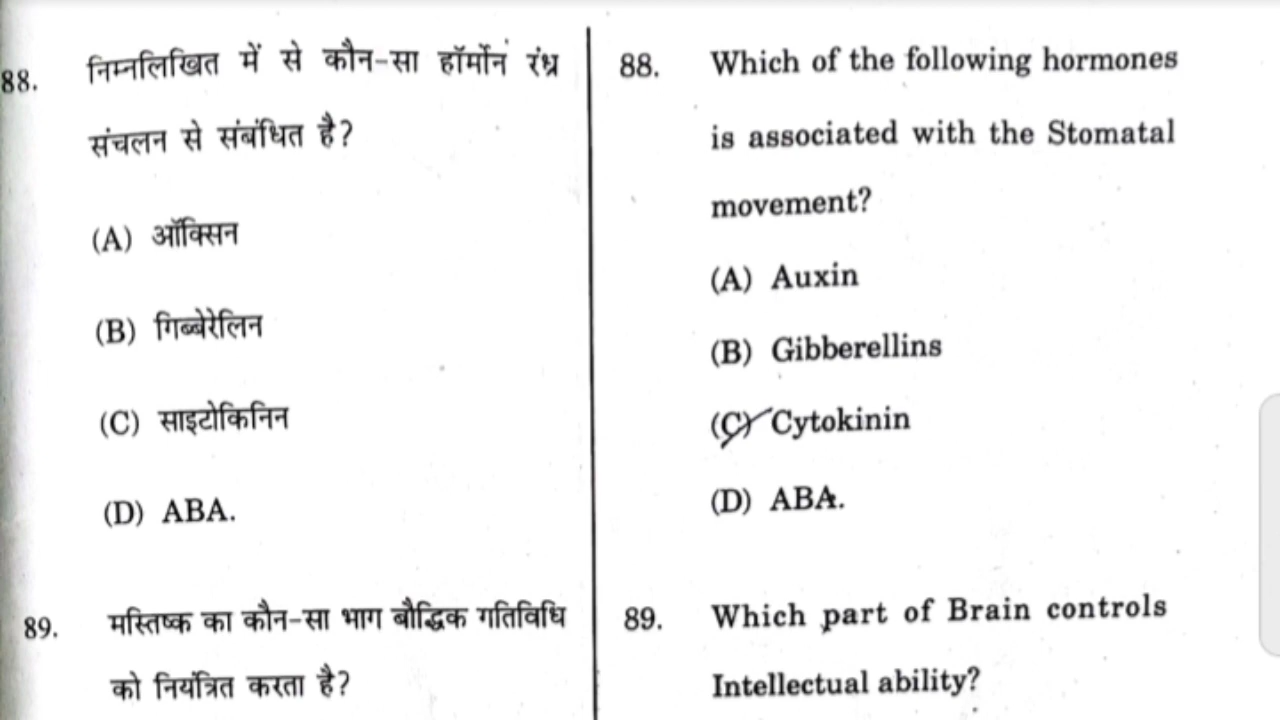 88. निम्नलिखित में से कौन-सा हॉर्मोन रंध्र
संचलन से संबंधित है?
(A) ऑक्सिन
(B) गिब्बेरेलिन
(C) साइटोकिनिन
(D) ABA.
89. मस्तिष्क का कौन-सा भाग बौद्धिक गतिविधि
को नियंत्रित करता है?
88. Which of the following hormones
is associated with the Stomatal
movement?
(A) Auxin
(B) Gibberellins
(C) Cytokinin
(D) ABA.
89. Which part of Brain controls
Intellectual ability?